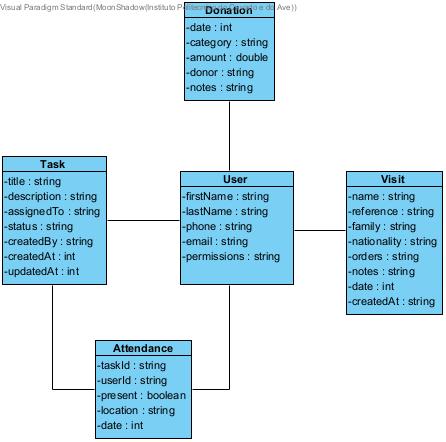 Visual Paradigm Standard(MoonShadow(Instituto
Donation
-date : int
-category : string
-amount : double
-donor : string
-notes : string
Task
-title : string
-description : string
-assignedTo : string
-status : string
-createdBy : string
-createdAt : int
-updatedAt : int
User
-firstName : string
-lastName : string
-phone : string
-email : string
-permissions : string
Visit
-name : string
-reference : string
-family : string
-nationality : string
-orders : string
-notes : string
-date : int
-createdAt : string
Attendance
-taskId : string
-userId : string
-present : boolean
-location : string
-date : int